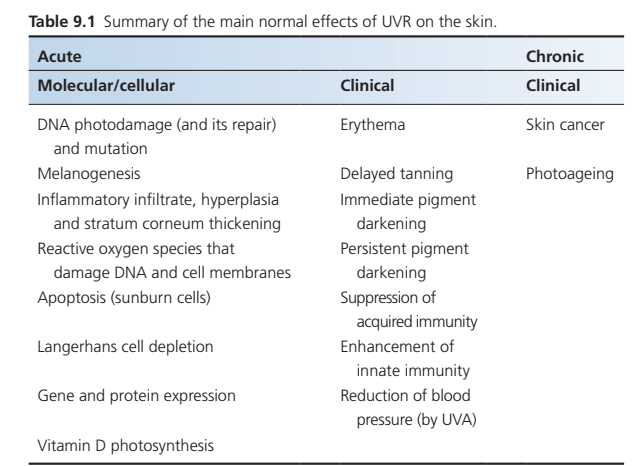 Table 9.1 Summary of the main normal effects of UVR on the skin.
Acute Chronic
Molecular/cellular Clinical Clinical
DNA photodamage (and its repair) Erythema Skin cancer
and mutation
Melanogenesis Delayed tanning Photoageing
Inflammatory infiltrate, hyperplasia Immediate pigment
and stratum corneum thickening darkening
Reactive oxygen species that Persistent pigment
damage DNA and cell membranes darkening
Apoptosis (sunburn cells) Suppression of
acquired immunity
Langerhans cell depletion Enhancement of
innate immunity
Gene and protein expression Reduction of blood
pressure (by UVA)
Vitamin D photosynthesis